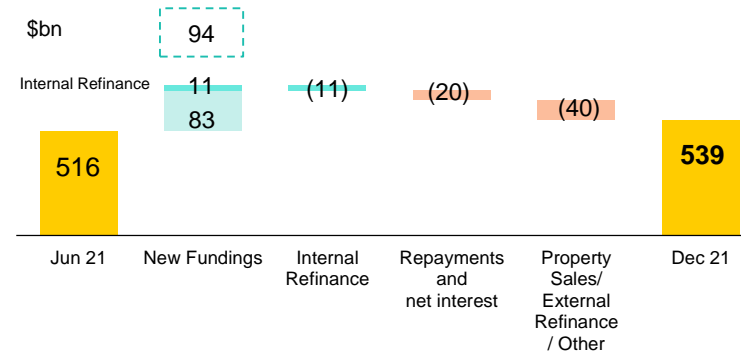 $bn
94
Internal Refinance
11
(11)
(20)
(40)
83
516
539
Jun 21
New Fundings
Internal
Refinance
Repayments
and
net interest
Property
Sales/
External
Refinance
/ Other
Dec 21